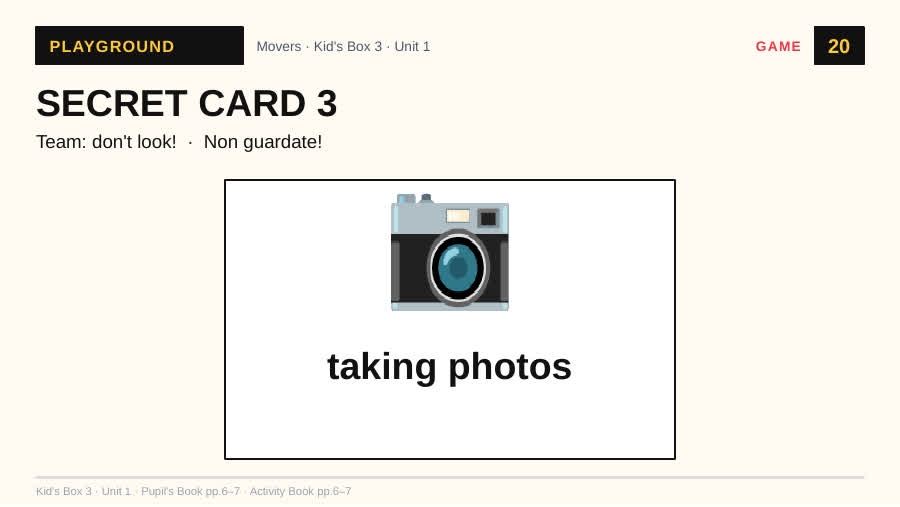 PLAYGROUND
Movers · Kid's Box 3 · Unit 1
GAME
20
SECRET CARD 3
Team: don't look! · Non guardate!
taking photos
Kid's Box 3 · Unit 1 · Pupil's Book pp.6–7 · Activity Book pp.6–7